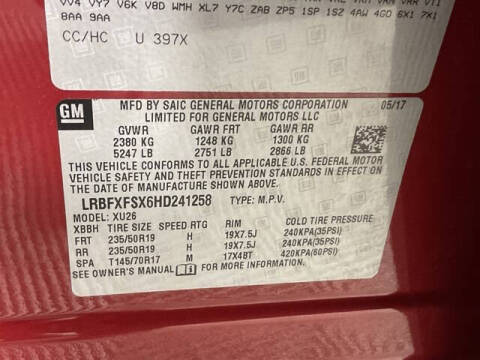 VV4 VY7 V6K V8D WMH XL7 Y7C ZAB ZP5 1SP 1SZ 4AW 4GD 6X1 7X1
8AA 9AA
CC/HC U 397X
GM
MFD BY SAIC GENERAL MOTORS CORPORATION 05/17
LIMITED FOR GENERAL MOTORS LLC
GVWR GAWR FRT GAWR RR
2380 KG 1248 KG 1300 KG
5247 LB 2751 LB 2866 LB
THIS VEHICLE CONFORMS TO ALL APPLICABLE U.S. FEDERAL MOTOR
VEHICLE SAFETY AND THEFT PREVENTION STANDARDS IN EFFECT ON
THE DATE OF MANUFACTURE SHOWN ABOVE.
LRBFXFSX6HD241258 TYPE: M.P.V.
MODEL: XU26
XBBH TIRE SIZE SPEED RTG RIM COLD TIRE PRESSURE
FRT 235/50R19 H 19X7.5J 240KPA(35PSI)
RR 235/50R19 H 19X7.5J 240KPA(35PSI)
SPA T145/70R17 M 17X4BT 420KPA(60PSI)
SEE OWNER'S MANUAL FOR MORE INFORMATION.